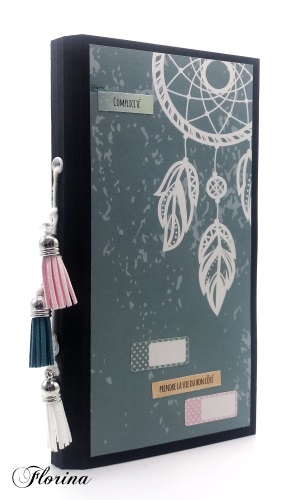 COMPLICITÉ
PRENDRE LA VIE DU BON CÔTÉ
Florina